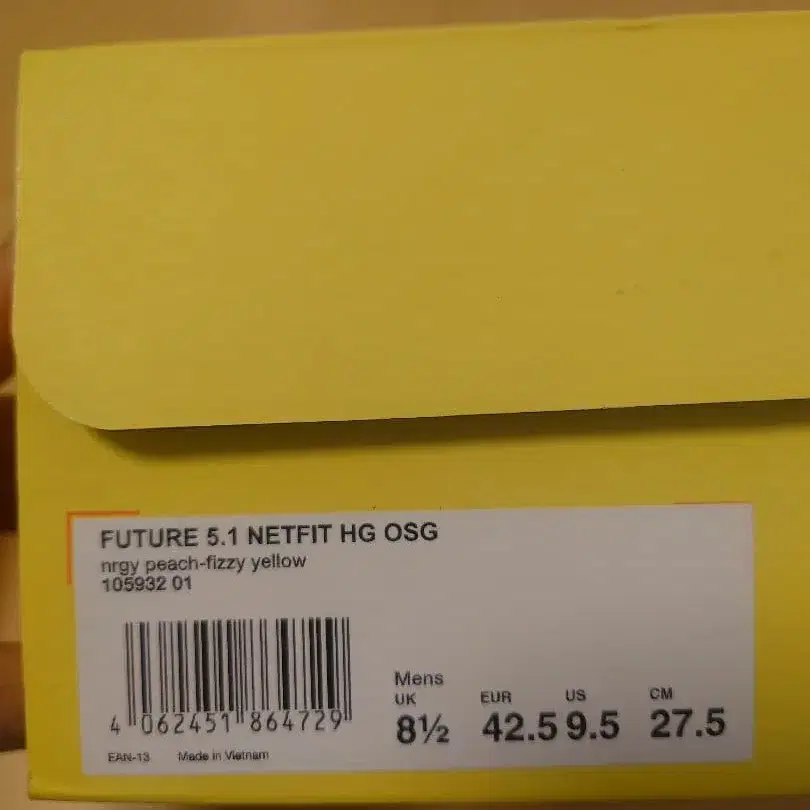 FUTURE 5.1 NETFIT HG OSG
nrgy peach-fizzy yellow
105932 01
Mens
UK EUR US CM
8½ 42.5 9.5 27.5
4 062451 864729
EAN-13 Made in Vietnam